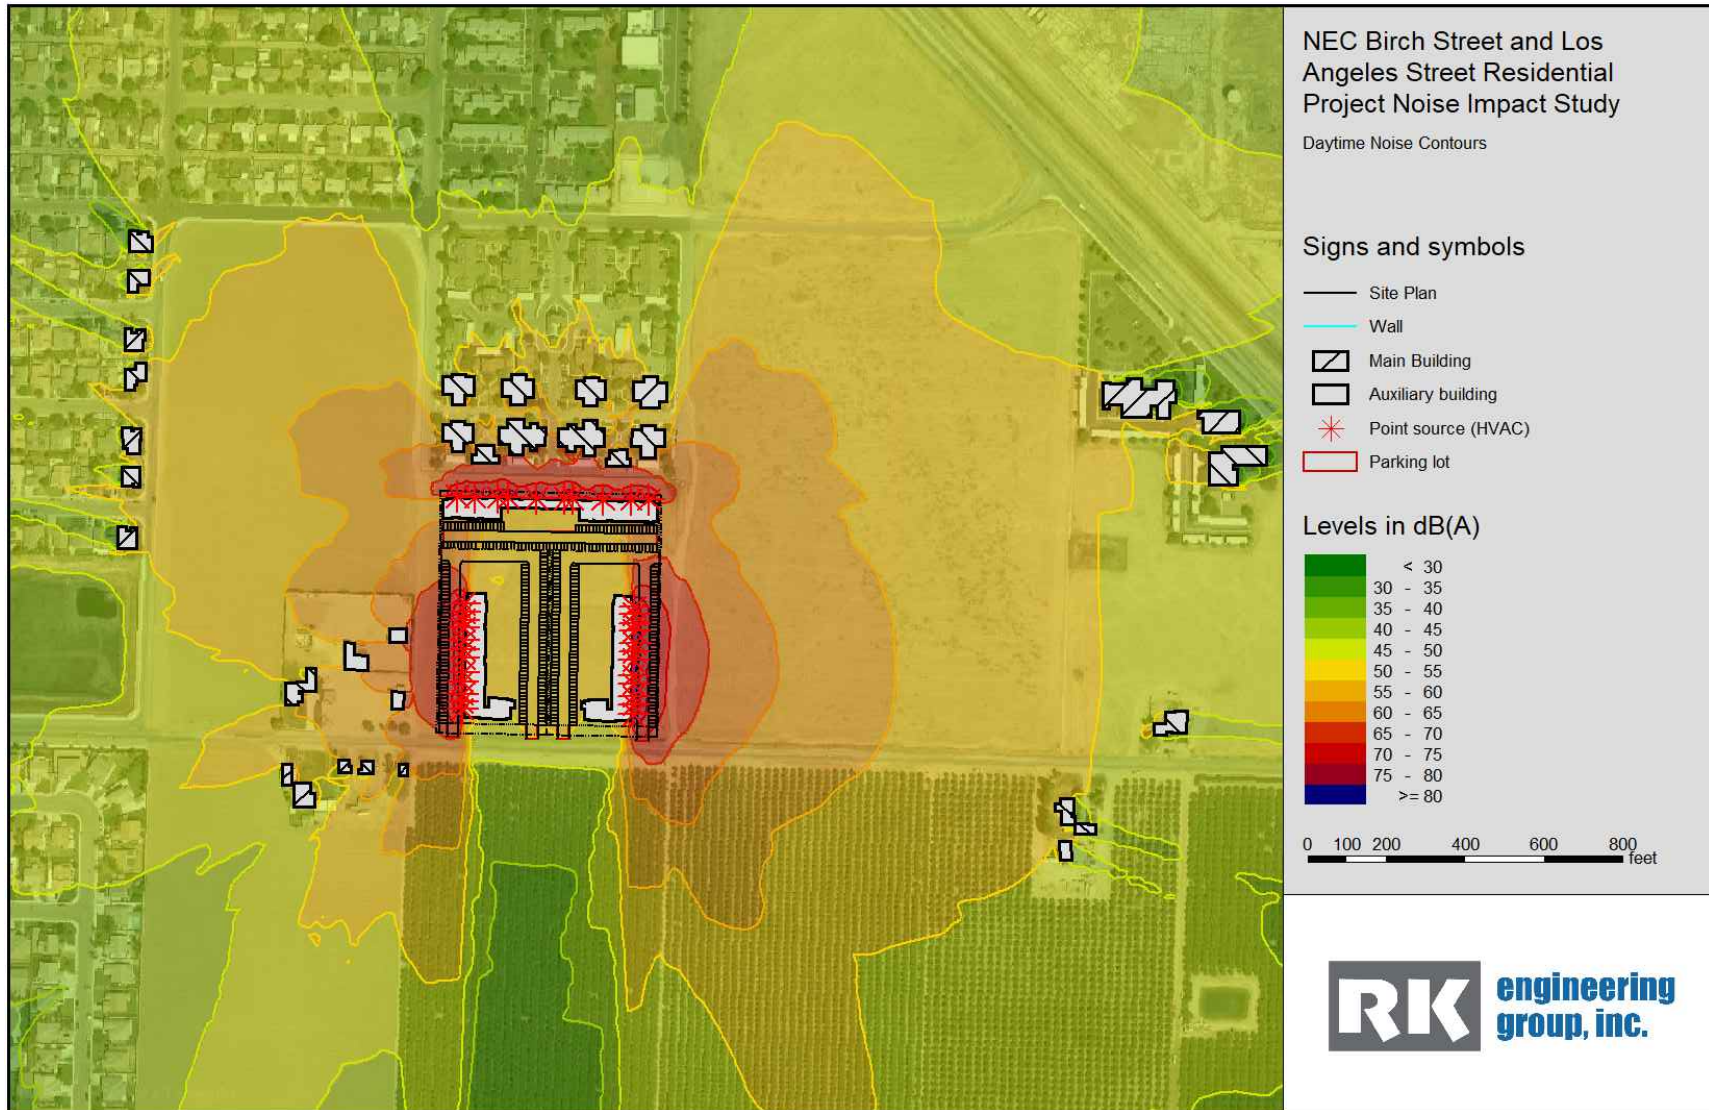 NEC Birch Street and Los
Angeles Street Residential
Project Noise Impact Study
Daytime Noise Contours
Signs and symbols
Site Plan
Wall
Main Building
Auxiliary building
Point source (HVAC)
Parking lot
Levels in dB(A)
< 30
30 - 35
35 - 40
40 - 45
45 - 50
50 - 55
55 - 60
60 - 65
65 - 70
70 - 75
75 - 80
>= 80
0 100 200 400 600 800
feet
RK engineering
group, inc.